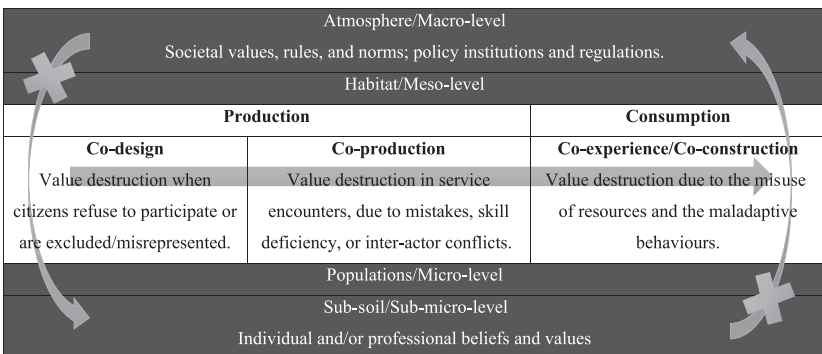 Atmosphere/Macro-level
Societal values, rules, and norms; policy institutions and regulations.
Habitat/Meso-level
Production
Consumption
Co-design
Co-production
Co-experience/Co-construction
Value destruction when
citizens refuse to participate or
are excluded/misrepresented.
Value destruction in service
encounters, due to mistakes, skill
deficiency, or inter-actor conflicts.
Value destruction due to the misuse
of resources and the maladaptive
behaviours.
Populations/Micro-level
Sub-soil/Sub-micro-level
Individual and/or professional beliefs and values